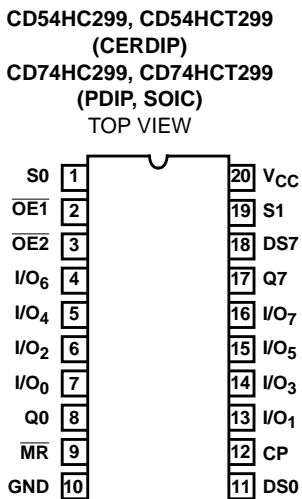 CD54HC299, CD54HCT299
(CERDIP)
CD74HC299, CD74HCT299
(PDIP, SOIC)
TOP VIEW
S0 1 20 VCC
OE1 2 19 S1
OE2 3 18 DS7
I/O6 4 17 Q7
I/O4 5 16 I/O7
I/O2 6 15 I/O5
I/O0 7 14 I/O3
Q0 8 13 I/O1
MR 9 12 CP
GND 10 11 DS0